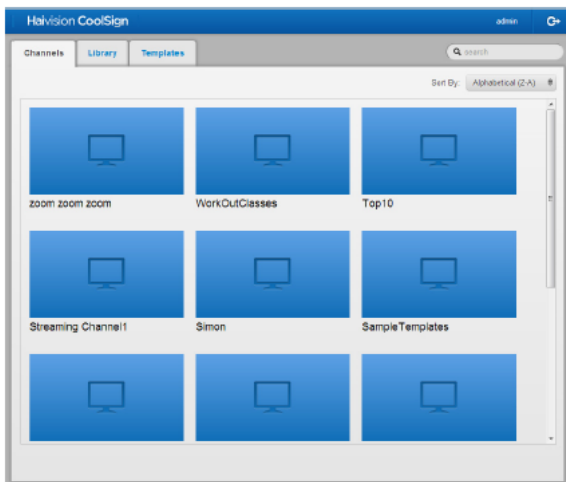 Haivision CoolSign admin
Channels Library Templates search
Sort By: Alphabetical (Z-A)
zoom zoom zoom WorkOutClasses Top10
Streaming Channel1 Simon SampleTemplates